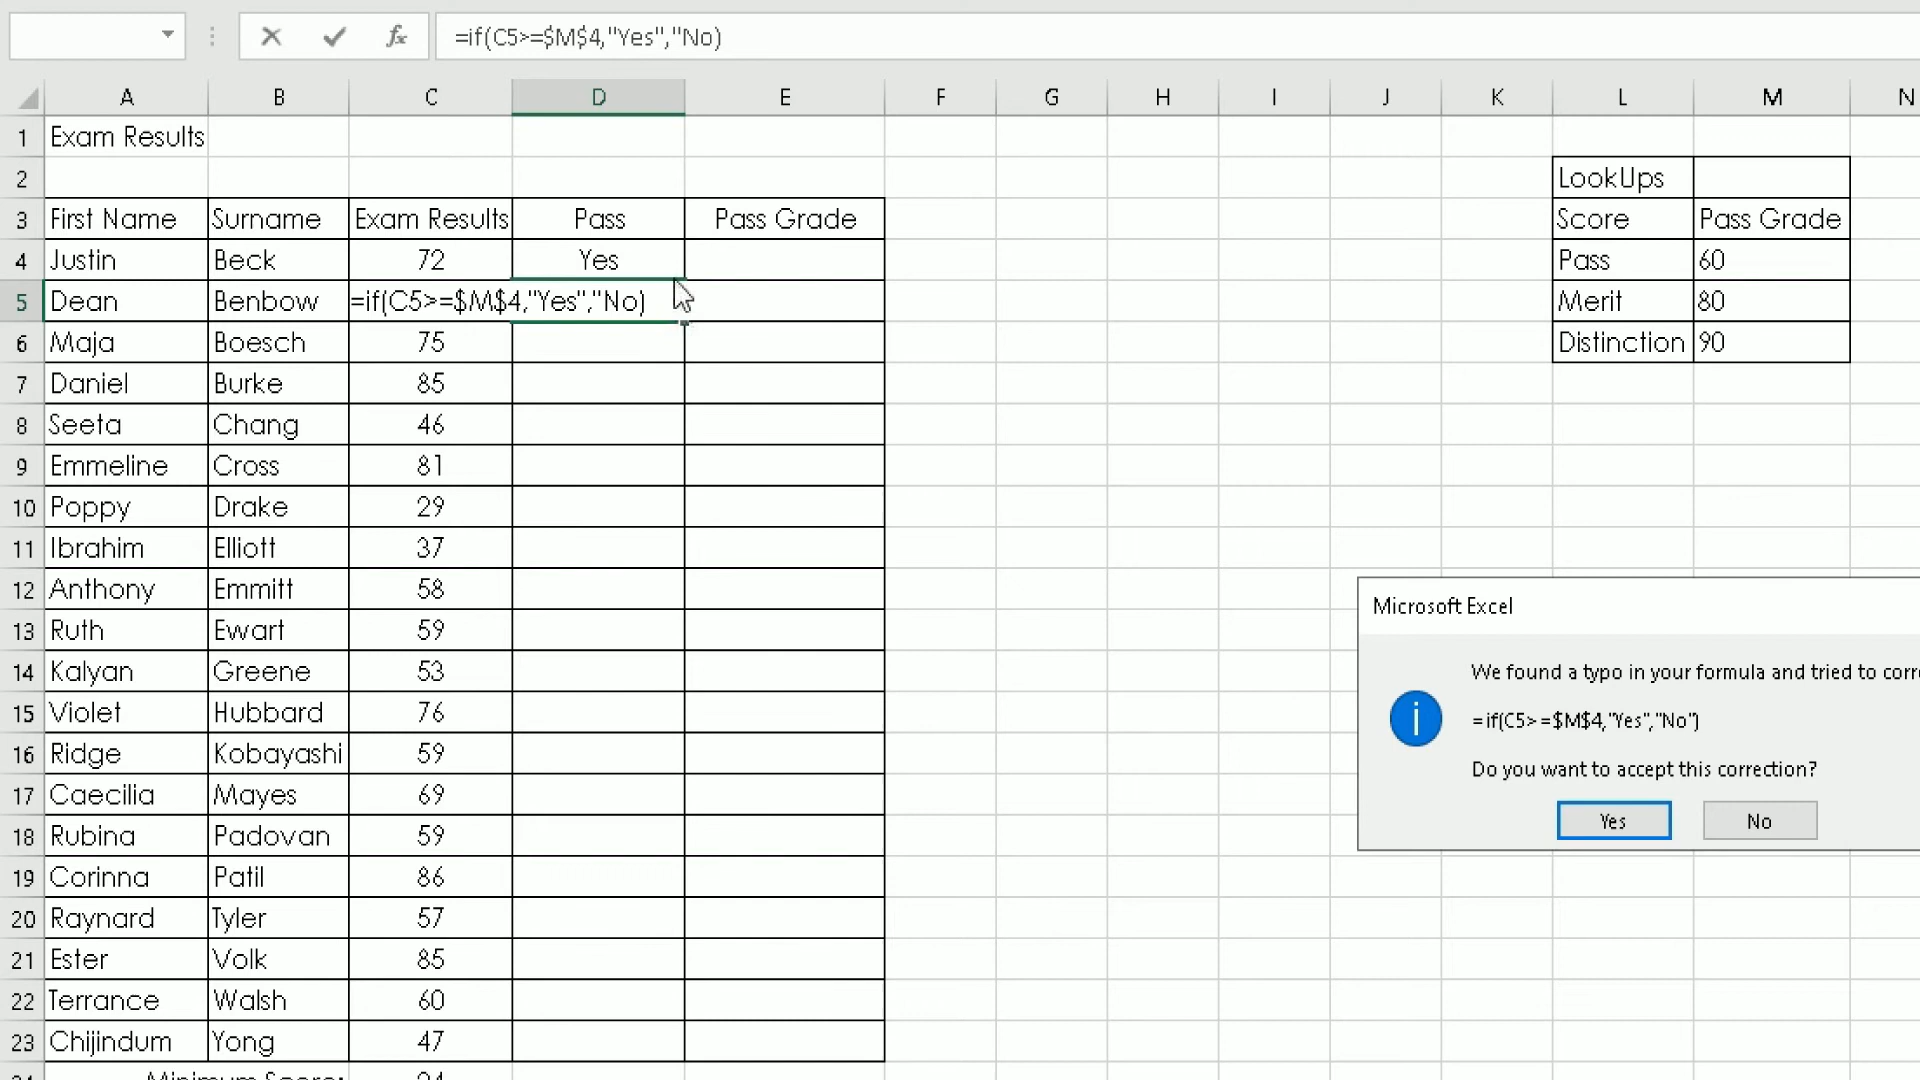 =if(C5>=$M$4,"Yes","No)
A B C D E F G H I J K L M N
1 Exam Results
2 LookUps
3 First Name Surname Exam Results Pass Pass Grade Score Pass Grade
4 Justin Beck 72 Yes Pass 60
5 Dean Benbow =if(C5>=$M$4,"Yes","No) Merit 80
6 Maja Boesch 75 Distinction 90
7 Daniel Burke 85
8 Seeta Chang 46
9 Emmeline Cross 81
10 Poppy Drake 29
11 Ibrahim Elliott 37
12 Anthony Emmitt 58
13 Ruth Ewart 59
14 Kalyan Greene 53
15 Violet Hubbard 76
16 Ridge Kobayashi 59
17 Caecilia Mayes 69
18 Rubina Padovan 59
19 Corinna Patil 86
20 Raynard Tyler 57
21 Ester Volk 85
22 Terrance Walsh 60
23 Chijindum Yong 47
Microsoft Excel
We found a typo in your formula and tried to
=if(C5>=$M$4,"Yes","No")
Do you want to accept this correction?
Yes No